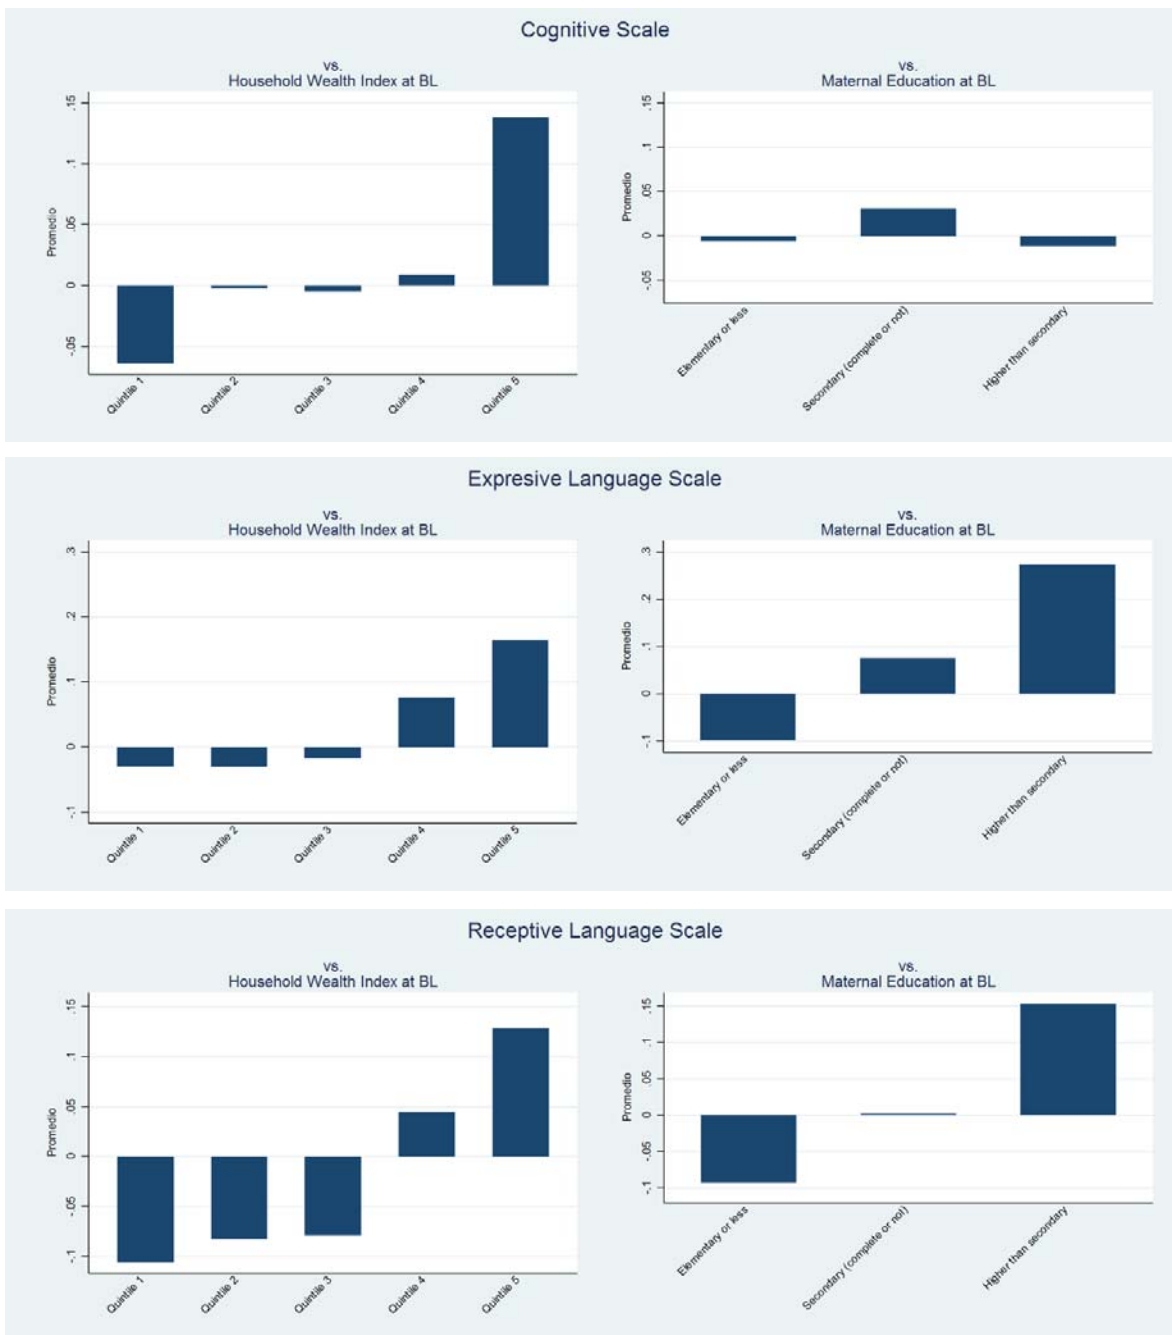 Cognitive Scale
vs.
Household Wealth Index at BL
Promedio
.15
.1
.05
0
-.05
Quintile 1
Quintile 2
Quintile 3
Quintile 4
Quintile 5
vs.
Maternal Education at BL
Promedio
.15
.1
.05
0
-.05
Elementary or less
Secondary (complete or not)
Higher than secondary
Expresive Language Scale
vs.
Household Wealth Index at BL
Promedio
.3
.2
.1
0
-.1
Quintile 1
Quintile 2
Quintile 3
Quintile 4
Quintile 5
vs.
Maternal Education at BL
Promedio
.3
.2
.1
0
-.1
Elementary or less
Secondary (complete or not)
Higher than secondary
Receptive Language Scale
vs.
Household Wealth Index at BL
Promedio
.15
.1
.05
0
-.05
-.1
Quintile 1
Quintile 2
Quintile 3
Quintile 4
Quintile 5
vs.
Maternal Education at BL
Promedio
.15
.1
.05
0
-.05
-.1
Elementary or less
Secondary (complete or not)
Higher than secondary